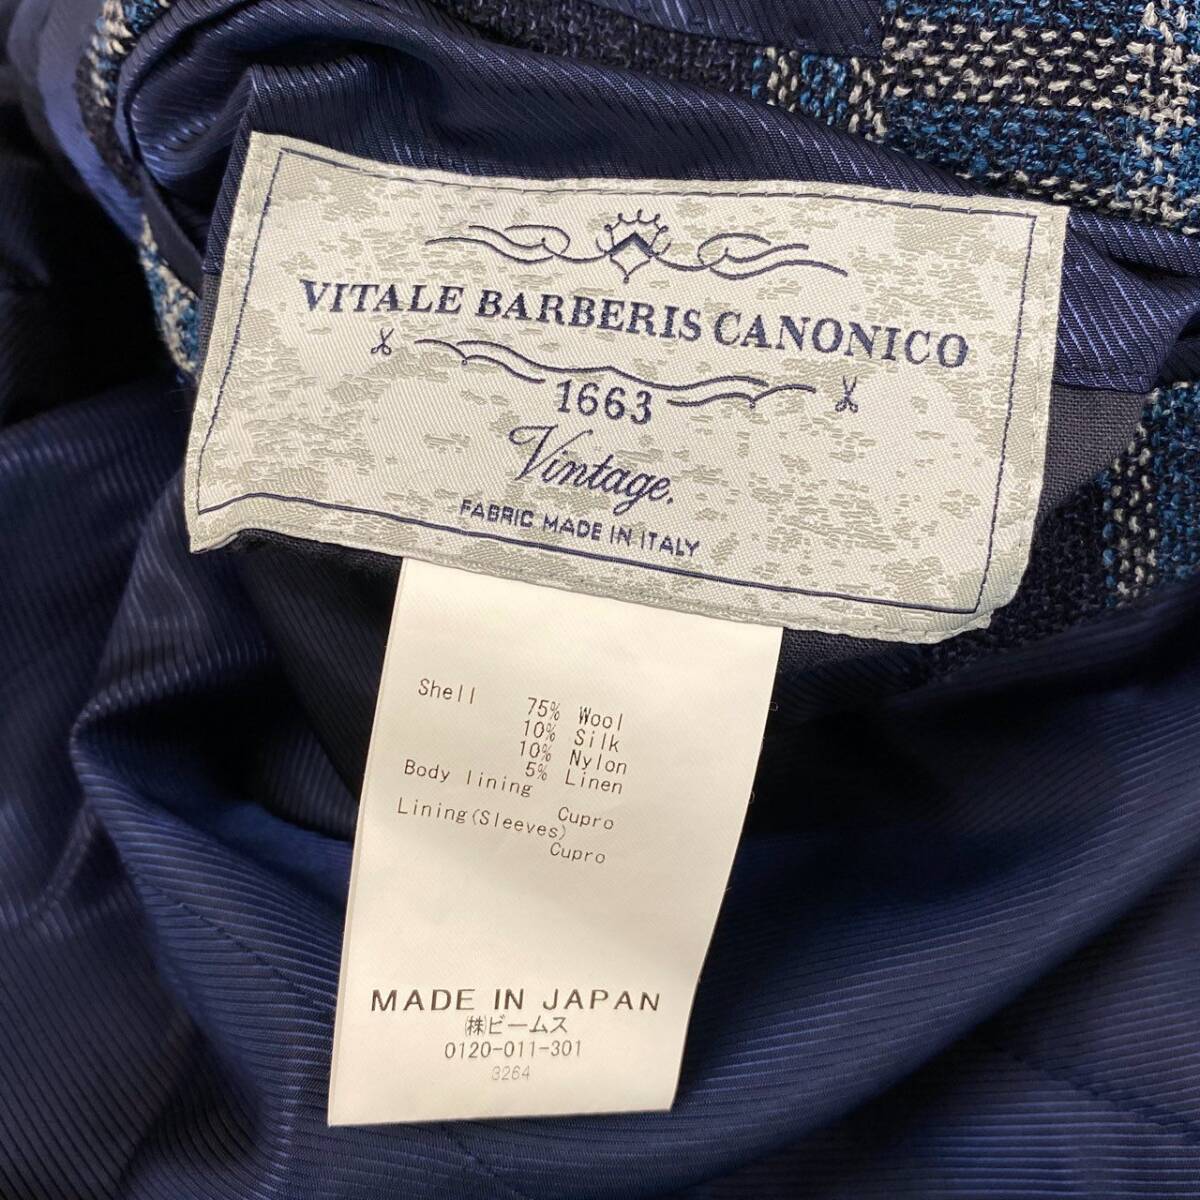 VITALE BARBERIS CANONICO
1663
Vintage.
FABRIC MADE IN ITALY
Shell
75% Wool
10% Silk
10% Nylon
5% Linen
Body lining
Cupro
Lining(Sleeves)
Cupro
MADE IN JAPAN
㈱ビームス
0120-011-301
3264